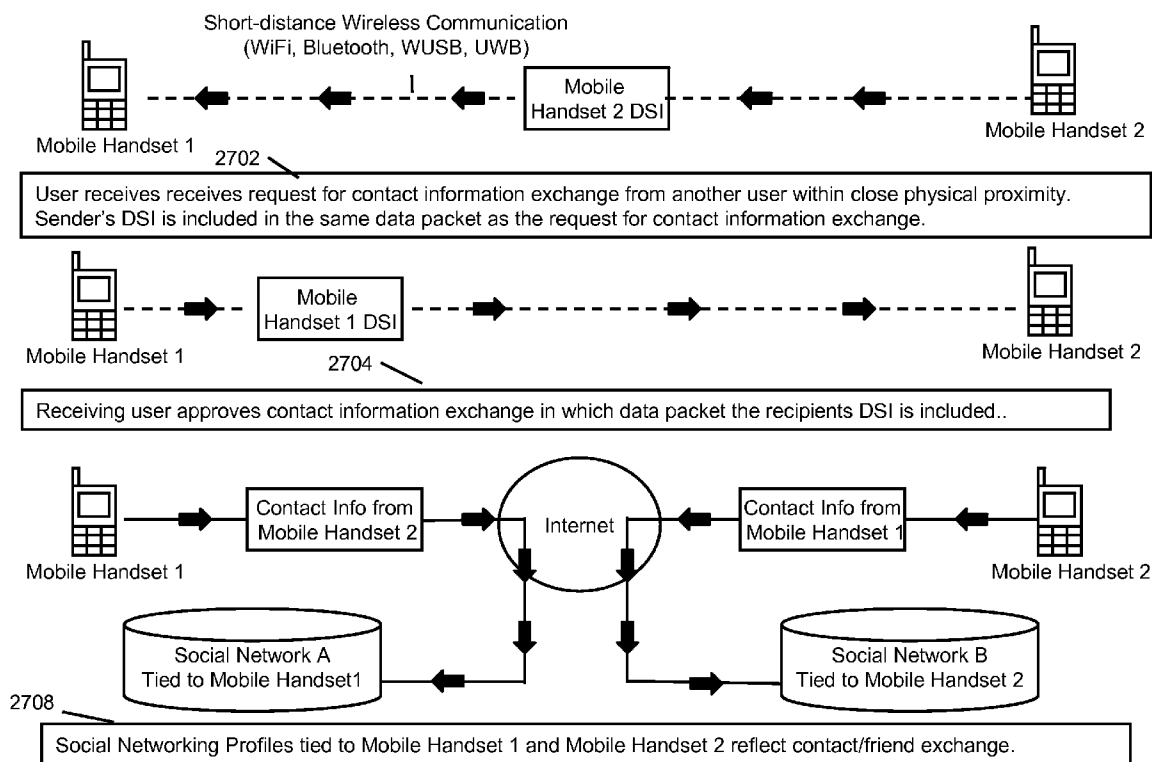 Short-distance Wireless Communication
(WiFi, Bluetooth, WUSB, UWB)
Mobile
Handset 2 DSI
Mobile Handset 1
Mobile Handset 2
2702
User receives receives request for contact information exchange from another user within close physical proximity.
Sender's DSI is included in the same data packet as the request for contact information exchange.
Mobile
Handset 1 DSI
Mobile Handset 1
Mobile Handset 2
2704
Receiving user approves contact information exchange in which data packet the recipients DSI is included..
Contact Info from
Mobile Handset 2
Internet
Contact Info from
Mobile Handset 1
Mobile Handset 1
Mobile Handset 2
Social Network A
Tied to Mobile Handset1
Social Network B
Tied to Mobile Handset 2
2708
Social Networking Profiles tied to Mobile Handset 1 and Mobile Handset 2 reflect contact/friend exchange.